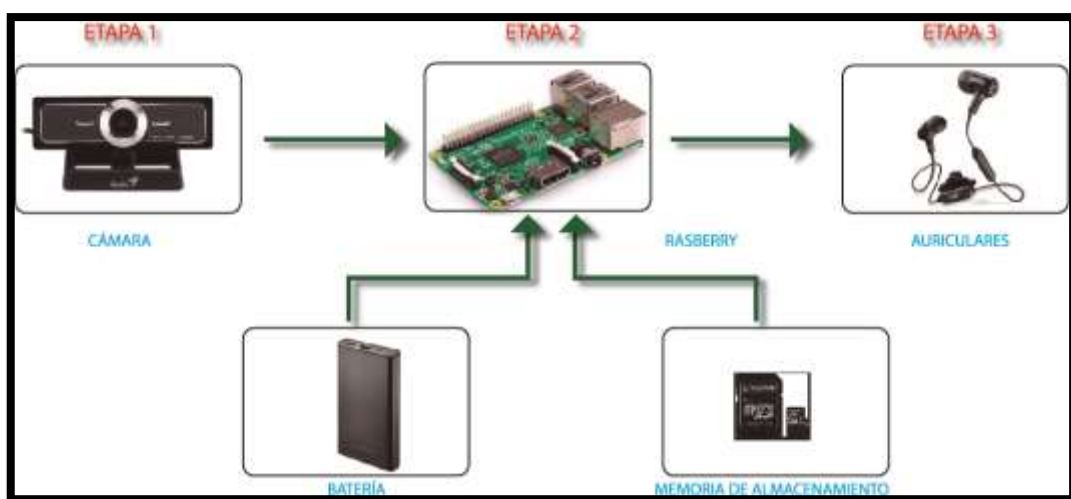 ETAPA 1
ETAPA 2
ETAPA 3
CÁMARA
RASBERRY
AURICULARES
BATERÍA
MEMORIA DE ALMACENAMIENTO